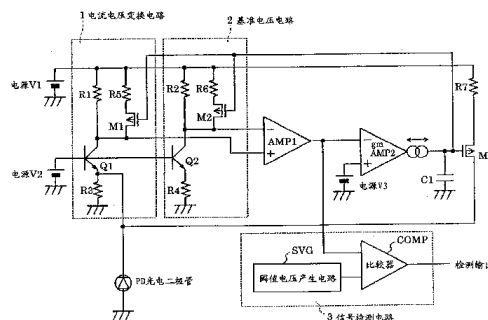 1 电流电压变换电路
2 基准电压电路
电源V1
R1
R5
M1
R2
R6
M2
R7
AMP1
gm
AMP2
M
C1
电源V2
Q1
Q2
R3
R4
电源V3
PD光电二极管
SVG
阈值电压产生电路
COMP
比较器
检测输出
3 信号检测电路